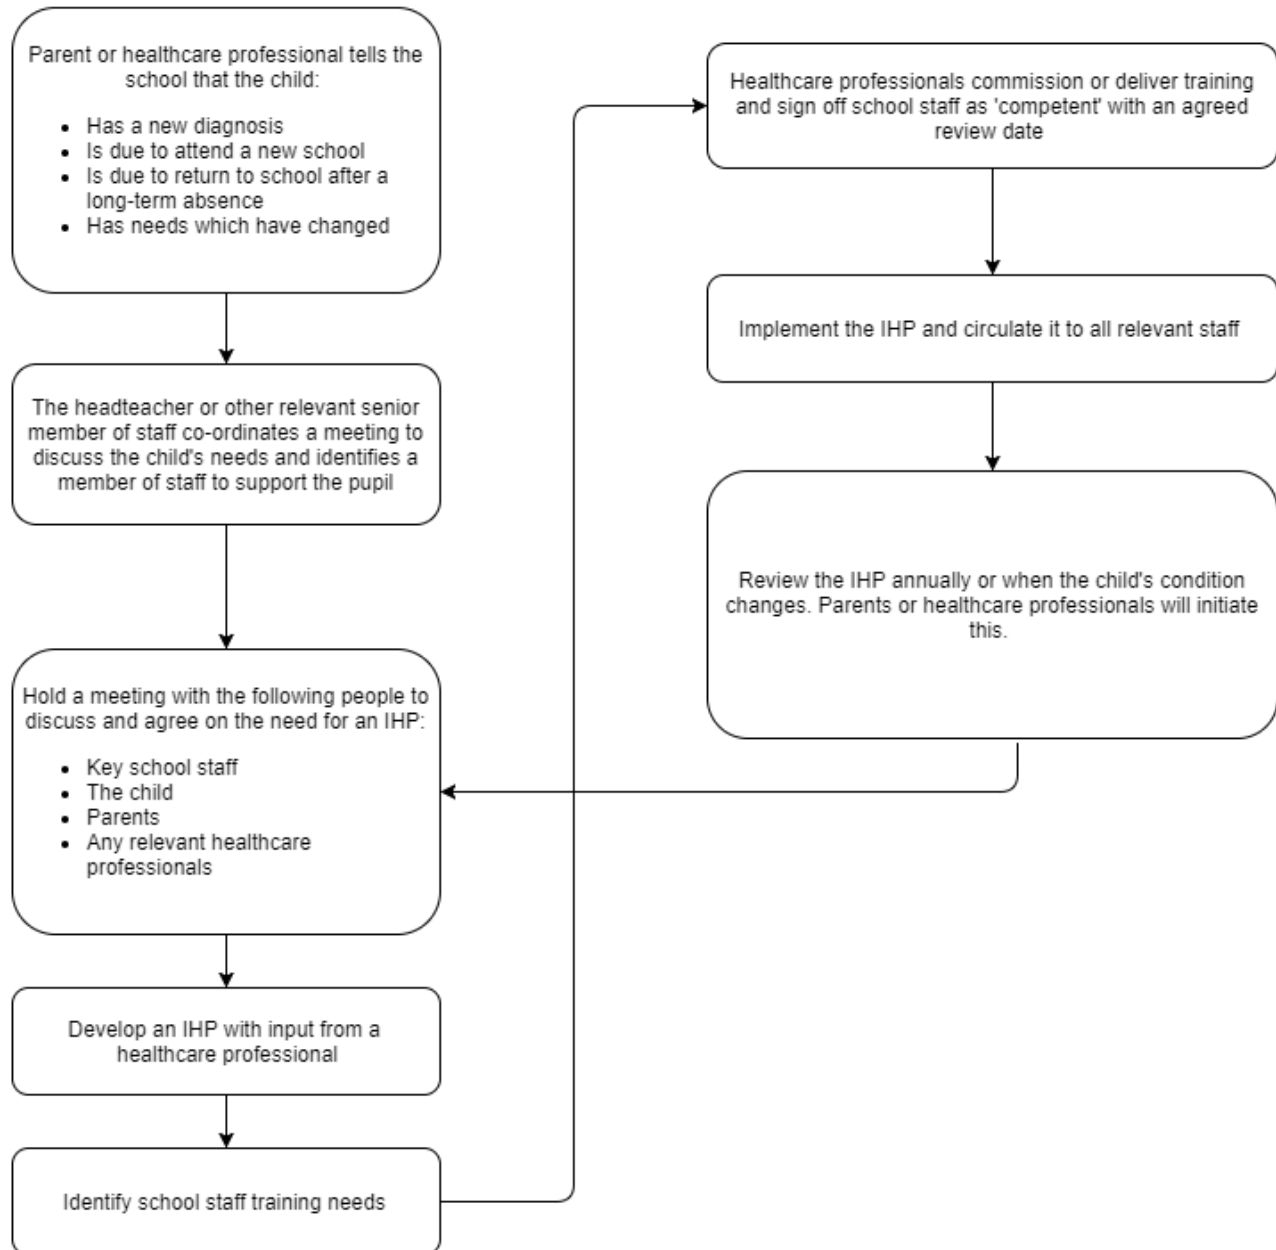 Parent or healthcare professional tells the
school that the child:
• Has a new diagnosis
• Is due to attend a new school
• Is due to return to school after a
long-term absence
• Has needs which have changed
The headteacher or other relevant senior
member of staff co-ordinates a meeting to
discuss the child's needs and identifies a
member of staff to support the pupil
Hold a meeting with the following people to
discuss and agree on the need for an IHP:
• Key school staff
• The child
• Parents
• Any relevant healthcare
professionals
Develop an IHP with input from a
healthcare professional
Identify school staff training needs
Healthcare professionals commission or deliver training
and sign off school staff as 'competent' with an agreed
review date
Implement the IHP and circulate it to all relevant staff
Review the IHP annually or when the child's condition
changes. Parents or healthcare professionals will initiate
this.